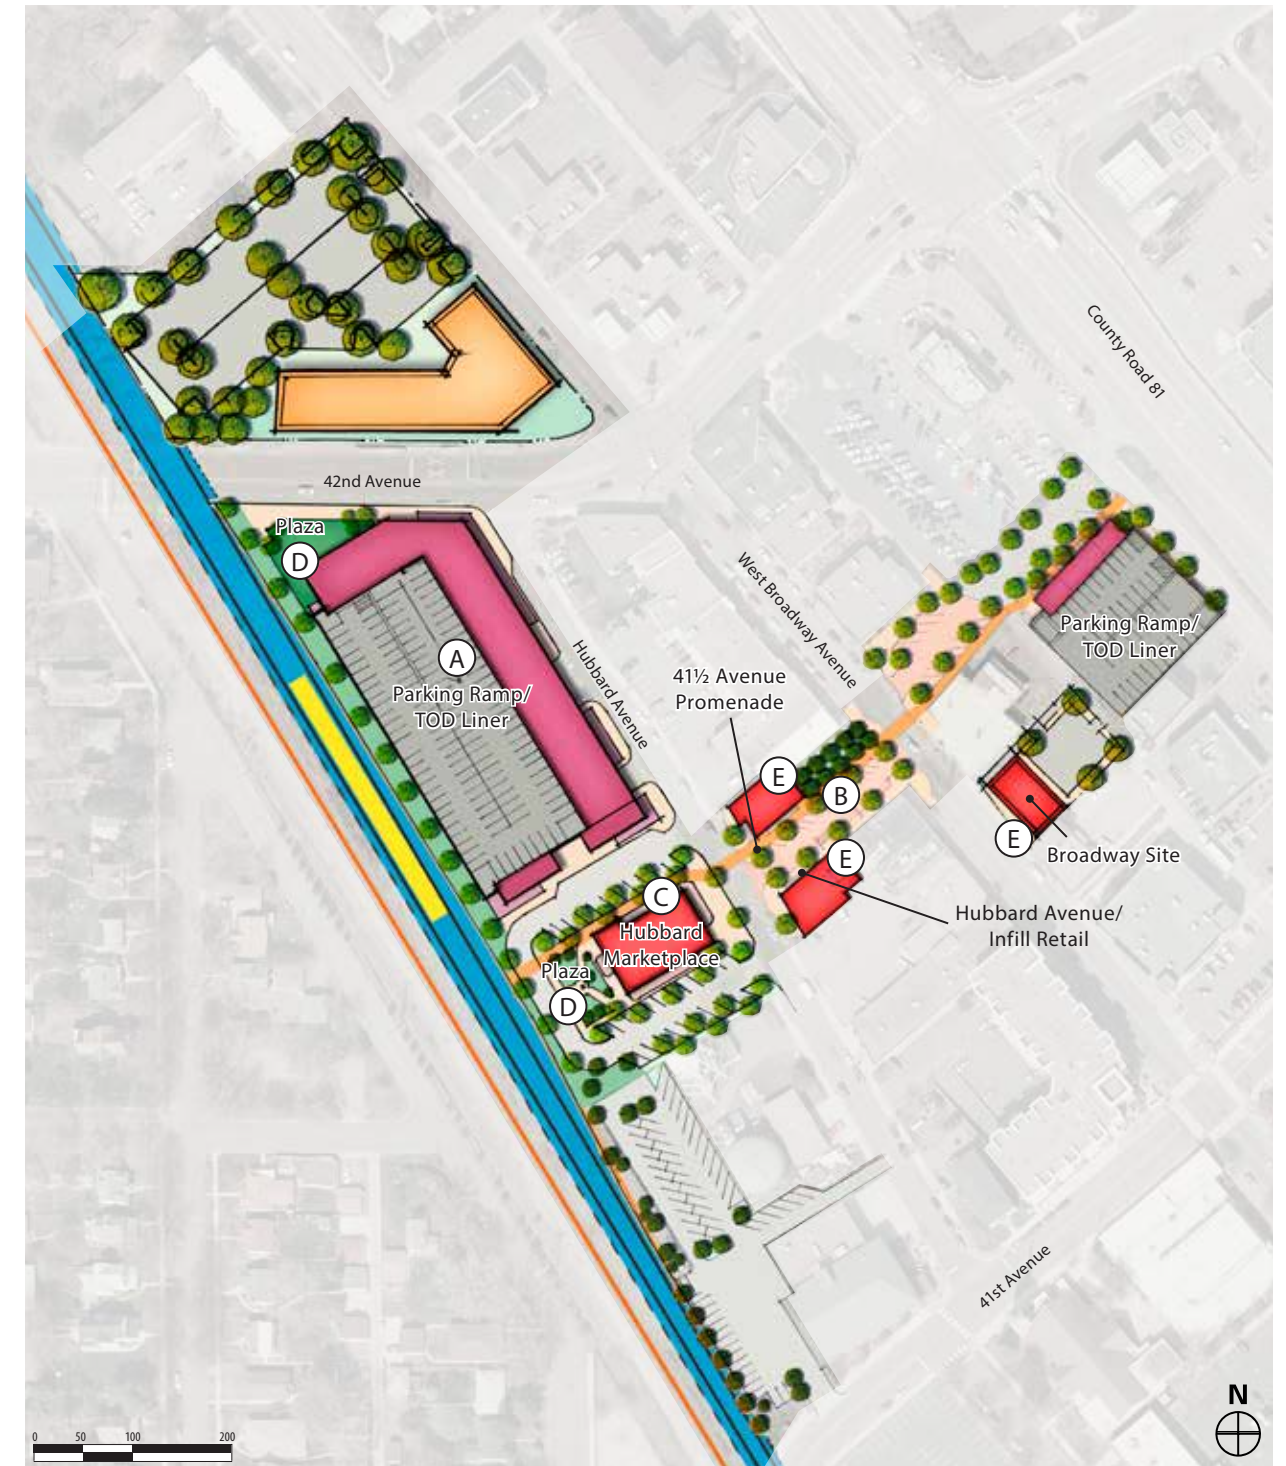 County Road 81
42nd Avenue
Plaza
D
West Broadway Avenue
Parking Ramp/
TOD Liner
A
Parking Ramp/
TOD Liner
Hubbard Avenue
41½ Avenue
Promenade
E
B
E
E
Broadway Site
C
Hubbard
Marketplace
Hubbard Avenue/
Infill Retail
Plaza
D
41st Avenue
N
0 50 100 200